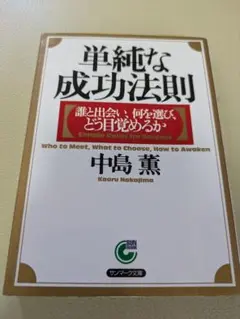 単純な
成功法則
誰と出会い、何を選び、
どう目覚めるか
Who to Meet, What to Choose, How to Awaken
中島 薫
Kaoru Nakajima
サンマーク文庫